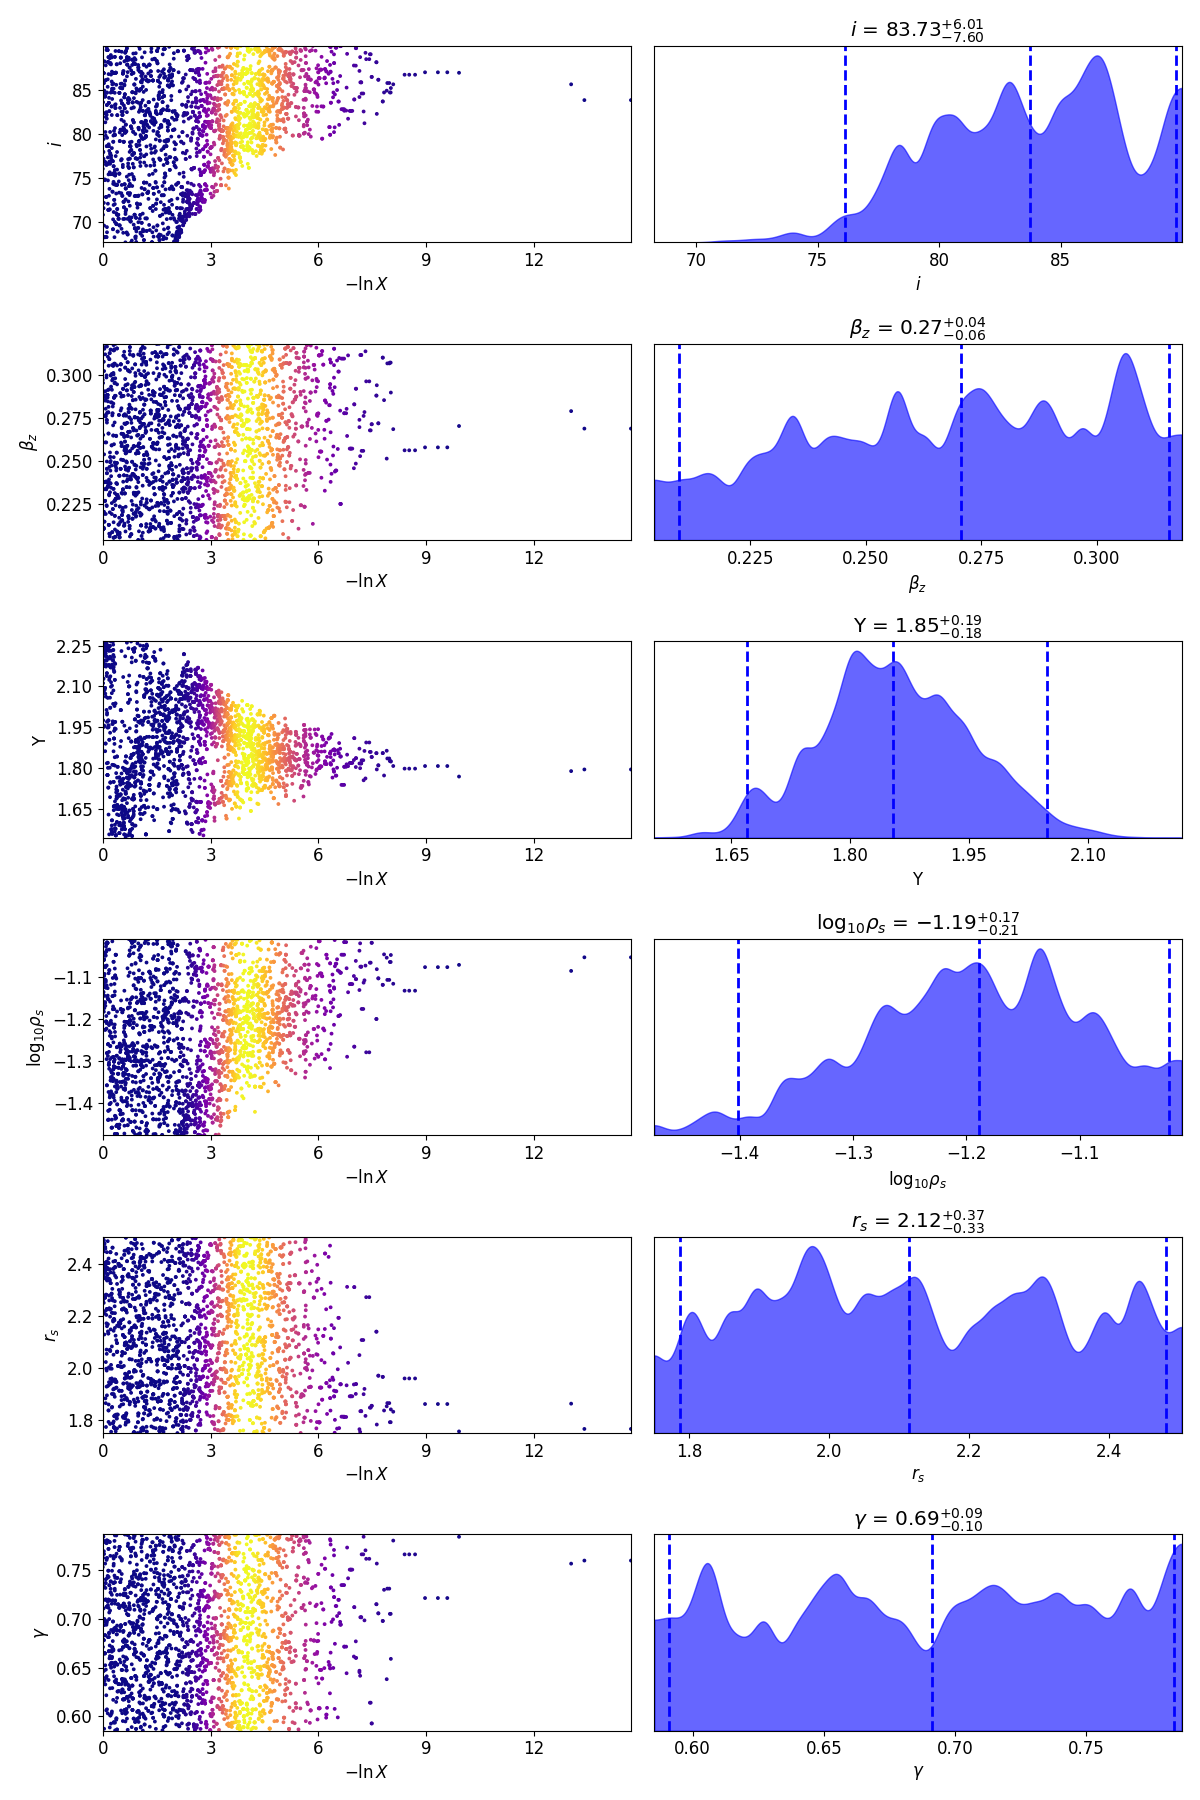 i = 83.73+6.01 −7.60
85
80
75
70
i
0 3 6 9 12
−ln X
70 75 80 85
i
βz = 0.27+0.04 −0.06
0.300
0.275
0.250
0.225
βz
0 3 6 9 12
−ln X
0.225 0.250 0.275 0.300
βz
Y = 1.85+0.19 −0.18
2.25
2.10
1.95
1.80
1.65
Y
0 3 6 9 12
−ln X
1.65 1.80 1.95 2.10
Y
log10ρs = −1.19+0.17 −0.21
−1.1
−1.2
−1.3
−1.4
log10ρs
0 3 6 9 12
−ln X
−1.4 −1.3 −1.2 −1.1
log10ρs
rs = 2.12+0.37 −0.33
2.4
2.2
2.0
1.8
rs
0 3 6 9 12
−ln X
1.8 2.0 2.2 2.4
rs
γ = 0.69+0.09 −0.10
0.75
0.70
0.65
0.60
γ
0 3 6 9 12
−ln X
0.60 0.65 0.70 0.75
γ